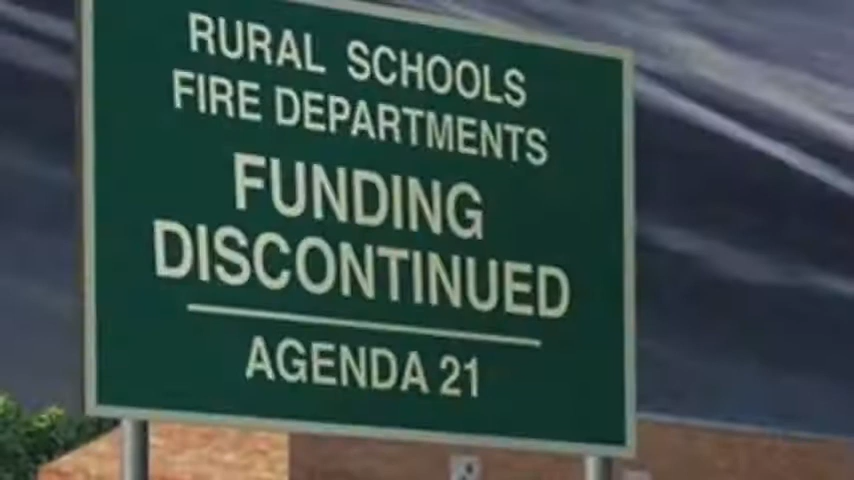 RURAL SCHOOLS
FIRE DEPARTMENTS
FUNDING
DISCONTINUED
AGENDA 21